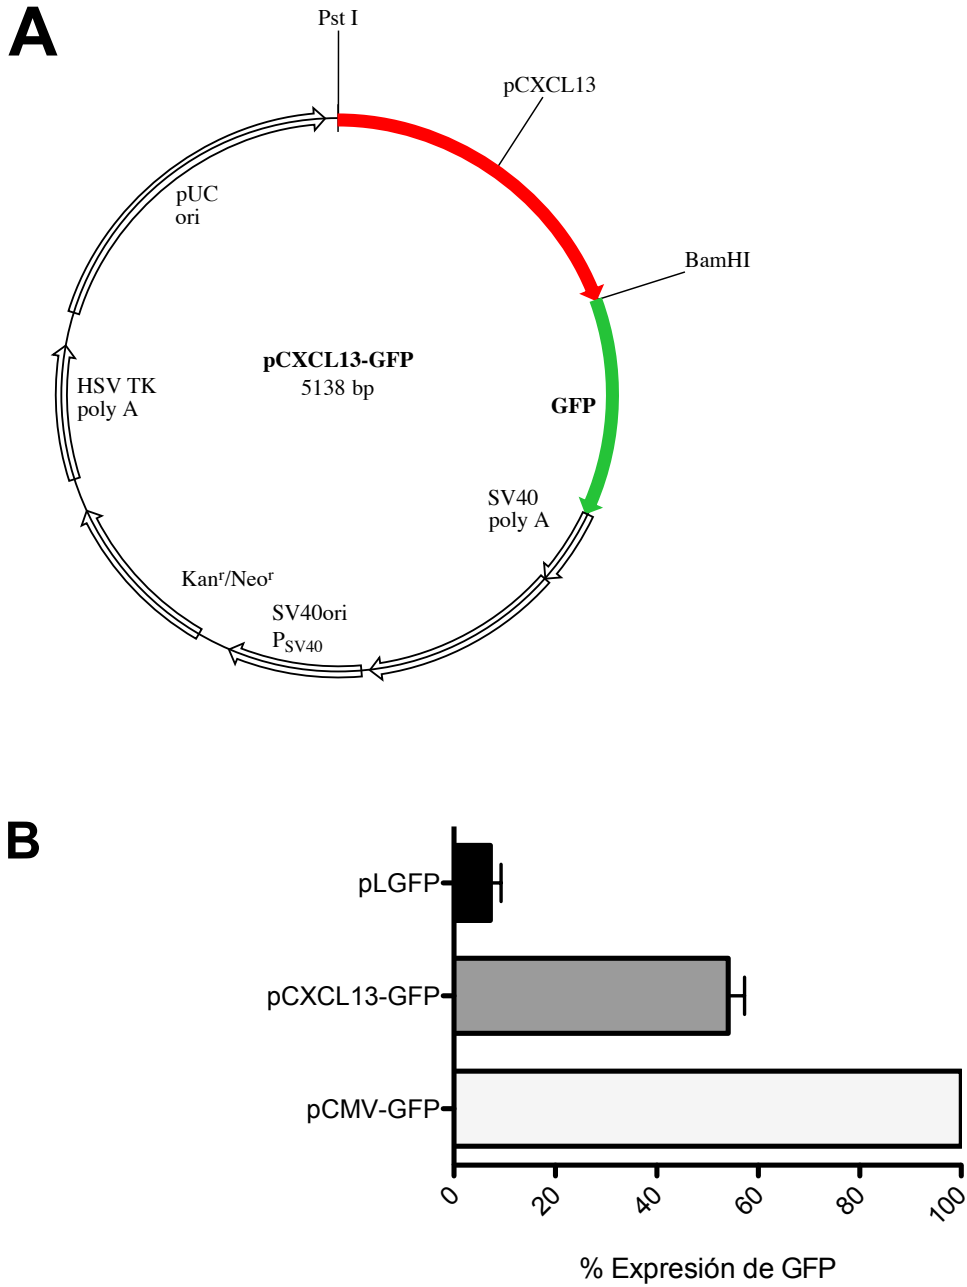 A
Pst I
pCXCL13
pUC
ori
BamHI
pCXCL13-GFP
5138 bp
HSV TK
poly A
GFP
SV40
poly A
Kanʳ/Neoʳ
SV40ori
P_SV40
B
pLGFP
pCXCL13-GFP
pCMV-GFP
0
20
40
60
80
100
% Expresión de GFP